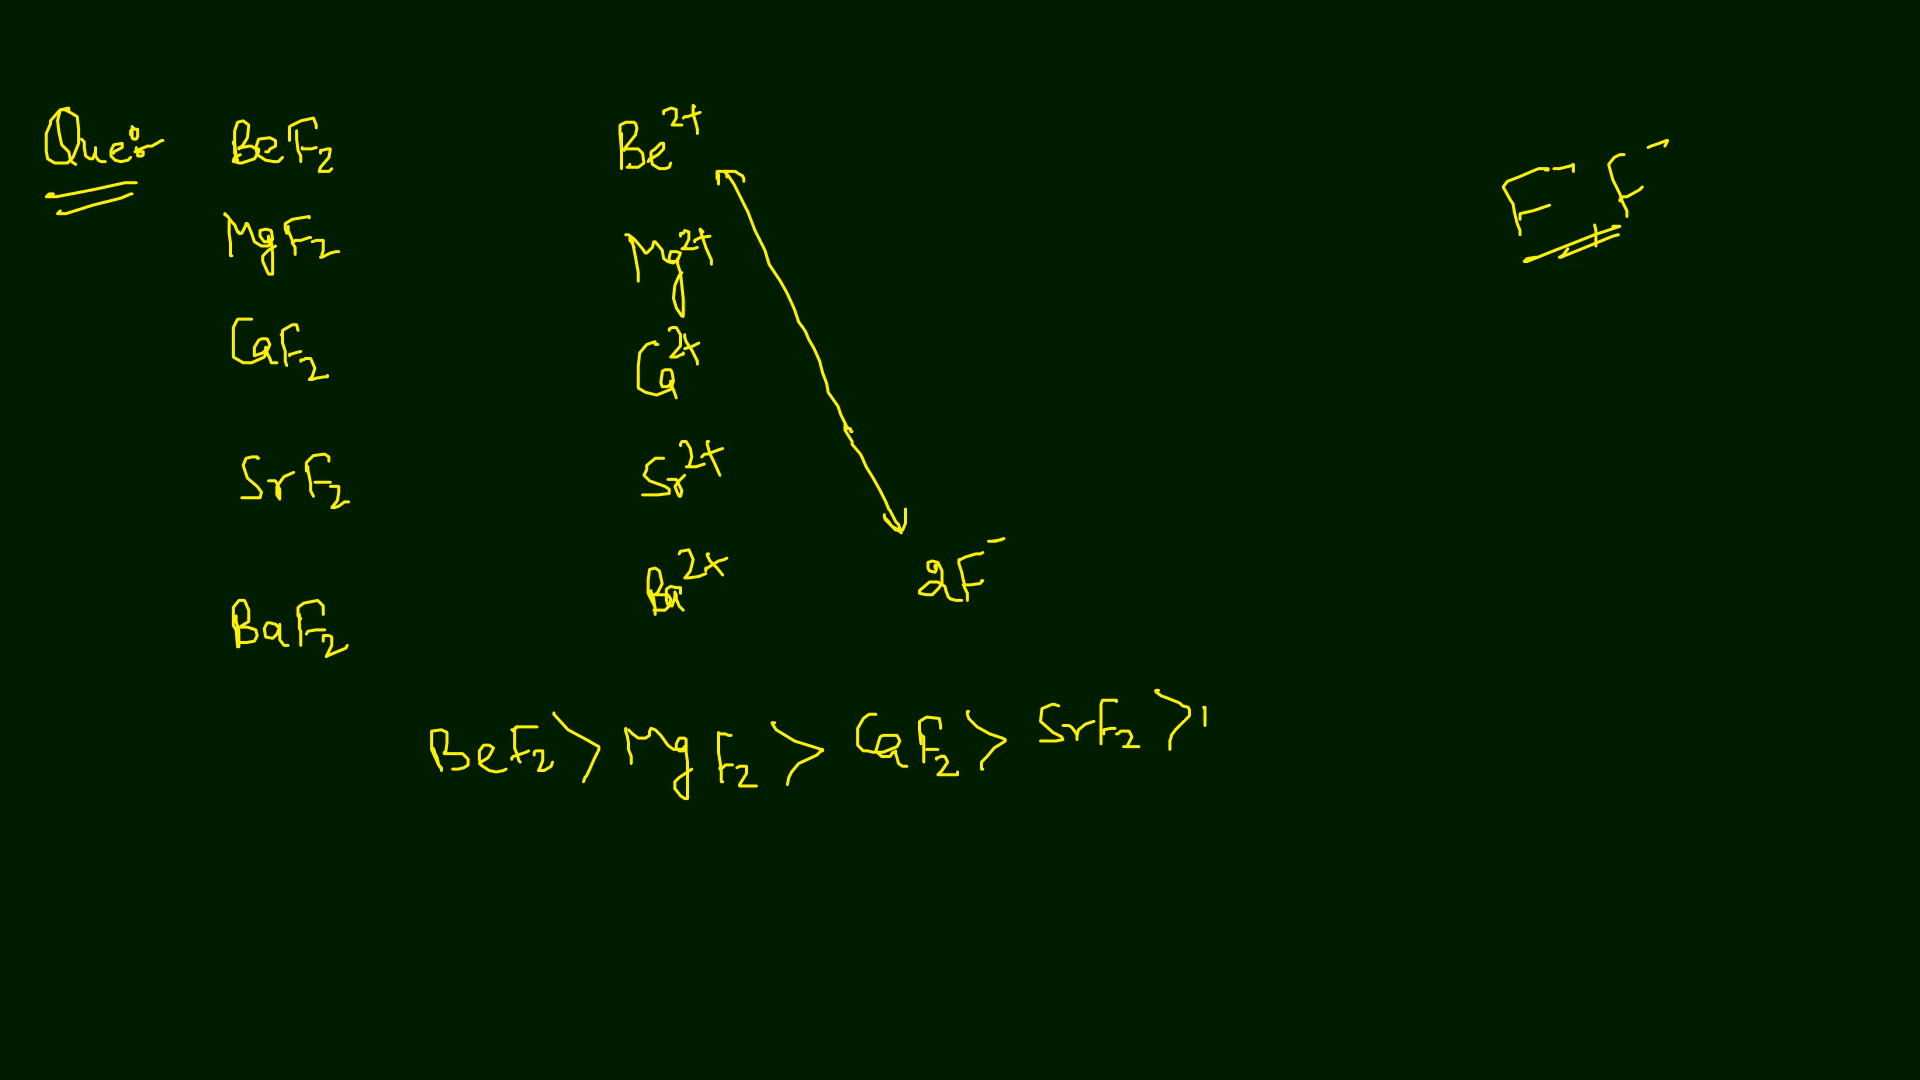 Que:- BeF₂ Be²⁺ F⁻ F⁻
MgF₂ Mg²⁺
CaF₂ Ca²⁺
SrF₂ Sr²⁺
BaF₂ Ba²⁺ 2F⁻
BeF₂ > MgF₂ > CaF₂ > SrF₂ >